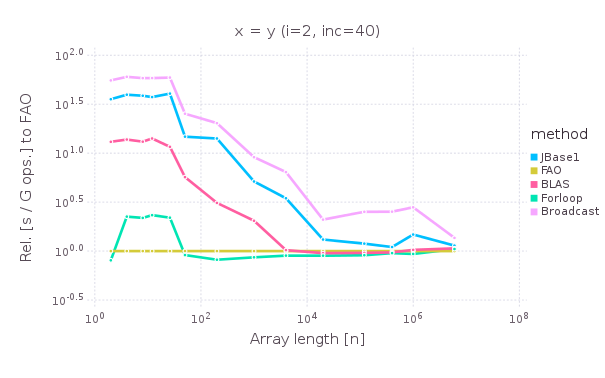 x = y (i=2, inc=40)
Rel. [s / G ops.] to FAO
10^2.0
10^1.5
10^1.0
10^0.5
10^0.0
10^-0.5
10^0
10^2
10^4
10^6
10^8
Array length [n]
method
JBase1
FAO
BLAS
Forloop
Broadcast